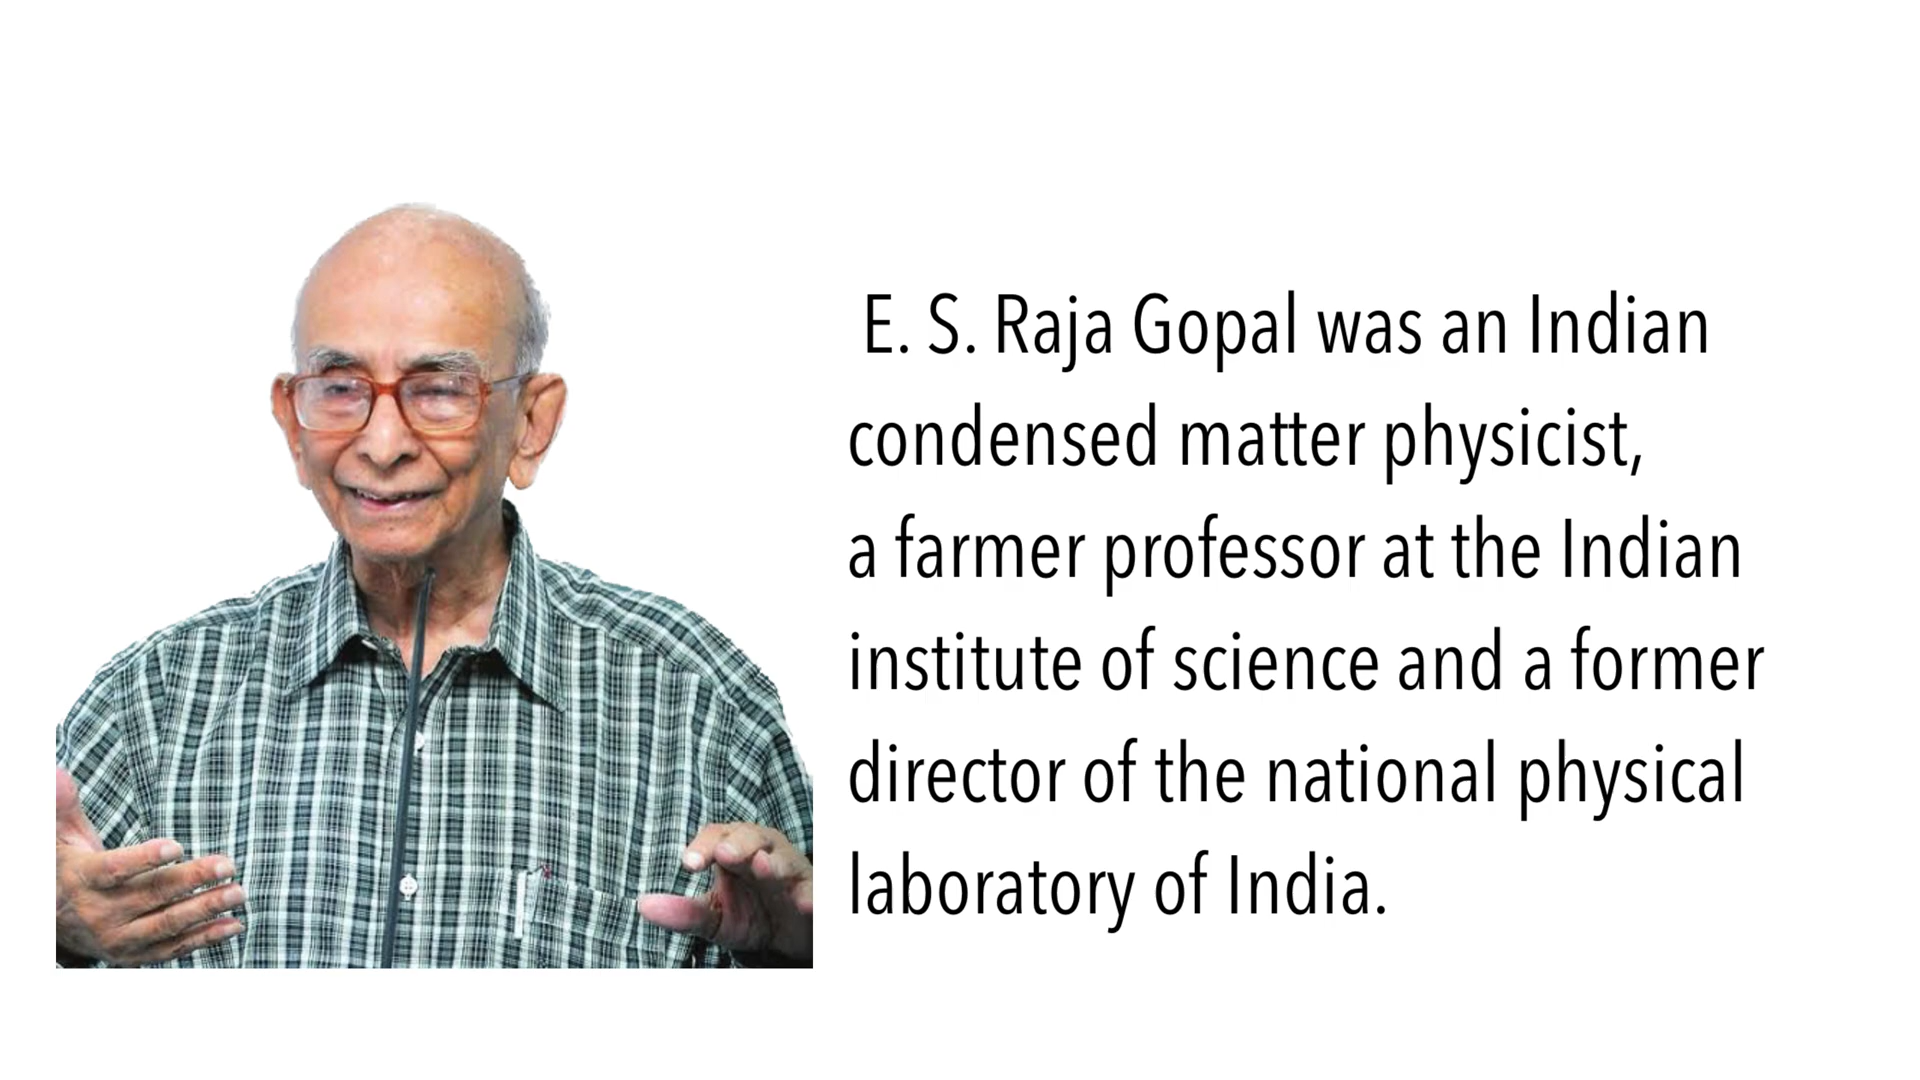 E. S. Raja Gopal was an Indian
condensed matter physicist,
a farmer professor at the Indian
institute of science and a former
director of the national physical
laboratory of India.